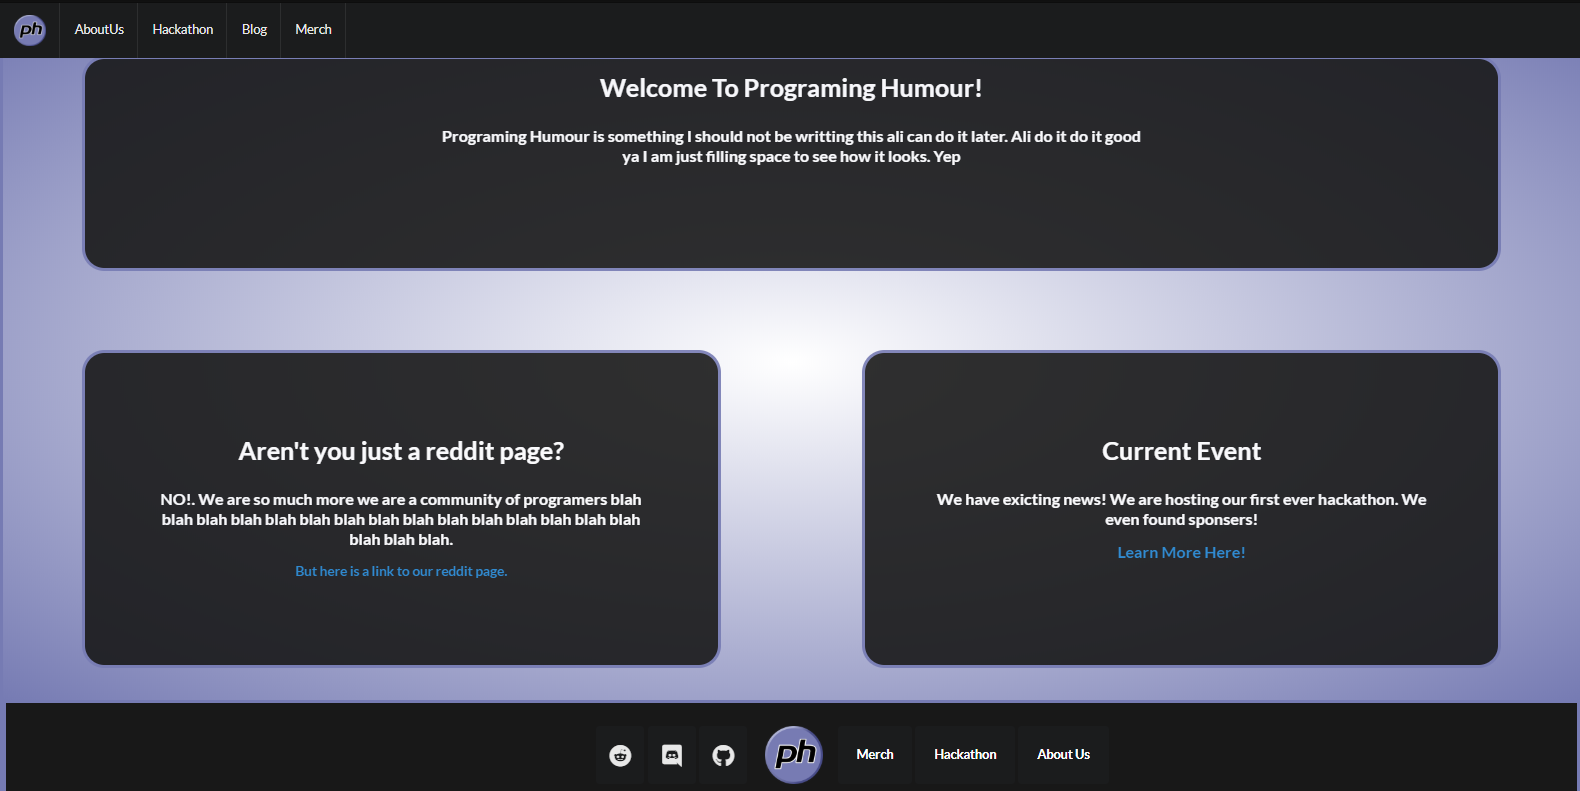 ph AboutUs Hackathon Blog Merch
Welcome To Programing Humour!
Programing Humour is something I should not be writting this ali can do it later. Ali do it do it good
ya I am just filling space to see how it looks. Yep
Aren't you just a reddit page?
NO!. We are so much more we are a community of programers blah
blah blah blah blah blah blah blah blah blah blah blah blah blah blah
blah blah blah.
But here is a link to our reddit page.
Current Event
We have exicting news! We are hosting our first ever hackathon. We
even found sponsers!
Learn More Here!
ph Merch Hackathon About Us